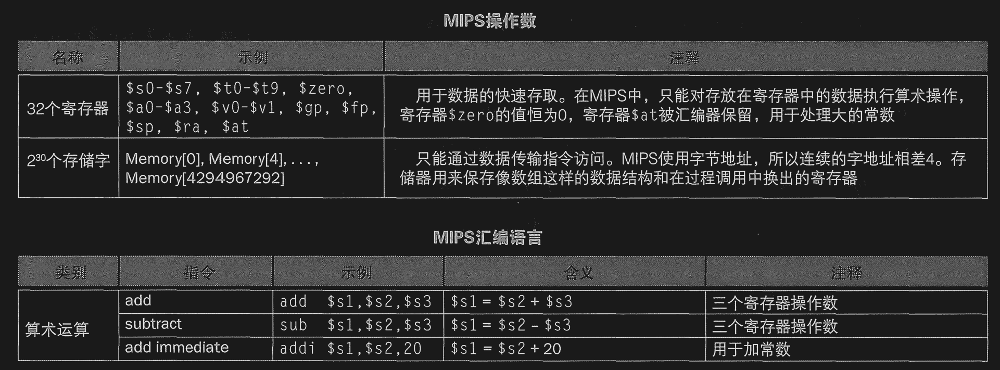 MIPS操作数
名称 示例 注释
32个寄存器
$s0-$s7, $t0-$t9, $zero,
$a0-$a3, $v0-$v1, $gp, $fp,
$sp, $ra, $at
用于数据的快速存取。在MIPS中，只能对存放在寄存器中的数据执行算术操作，
寄存器$zero的值恒为0，寄存器$at被汇编器保留，用于处理大的常数
2³⁰个存储字
Memory[0], Memory[4], . . . ,
Memory[4294967292]
只能通过数据传输指令访问。MIPS使用字节地址，所以连续的字地址相差4。存
储器用来保存像数组这样的数据结构和在过程调用中换出的寄存器
MIPS汇编语言
类别 指令 示例 含义 注释
算术运算
add add $s1,$s2,$s3 $s1 = $s2 + $s3 三个寄存器操作数
subtract sub $s1,$s2,$s3 $s1 = $s2 – $s3 三个寄存器操作数
add immediate addi $s1,$s2,20 $s1 = $s2 + 20 用于加常数